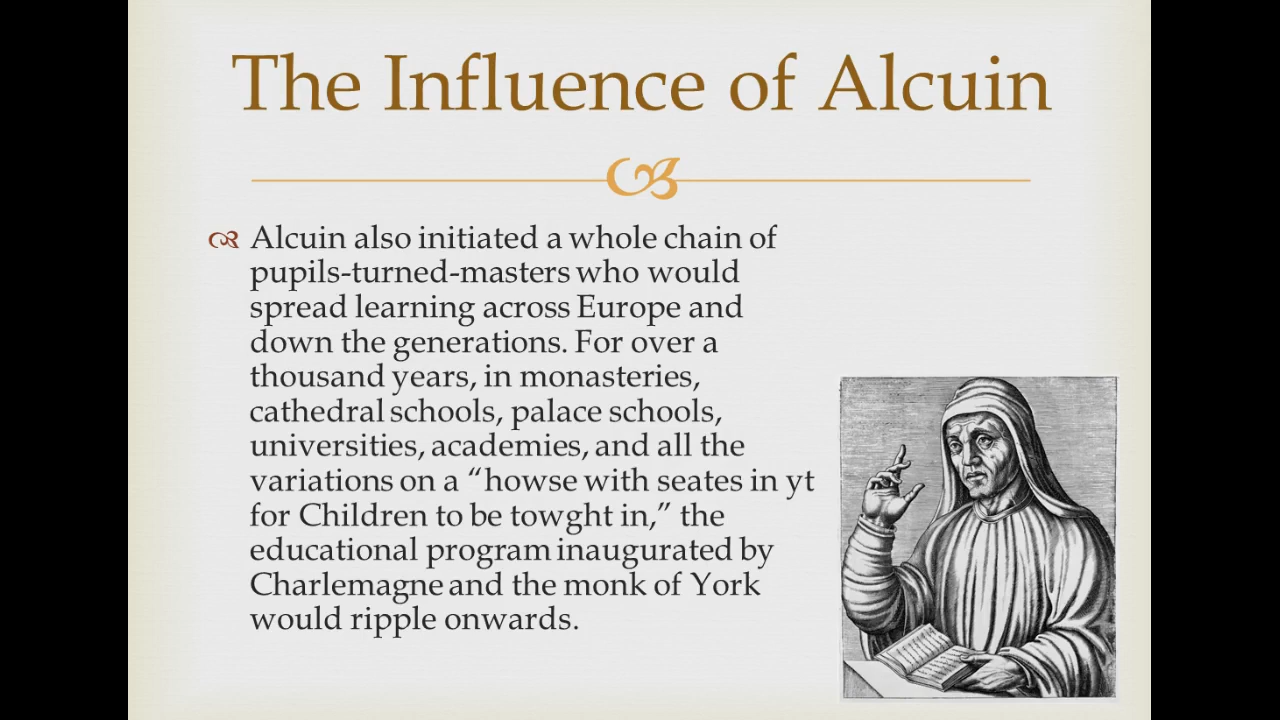 The Influence of Alcuin
Alcuin also initiated a whole chain of
pupils-turned-masters who would
spread learning across Europe and
down the generations. For over a
thousand years, in monasteries,
cathedral schools, palace schools,
universities, academies, and all the
variations on a “howse with seates in yt
for Children to be towght in,” the
educational program inaugurated by
Charlemagne and the monk of York
would ripple onwards.